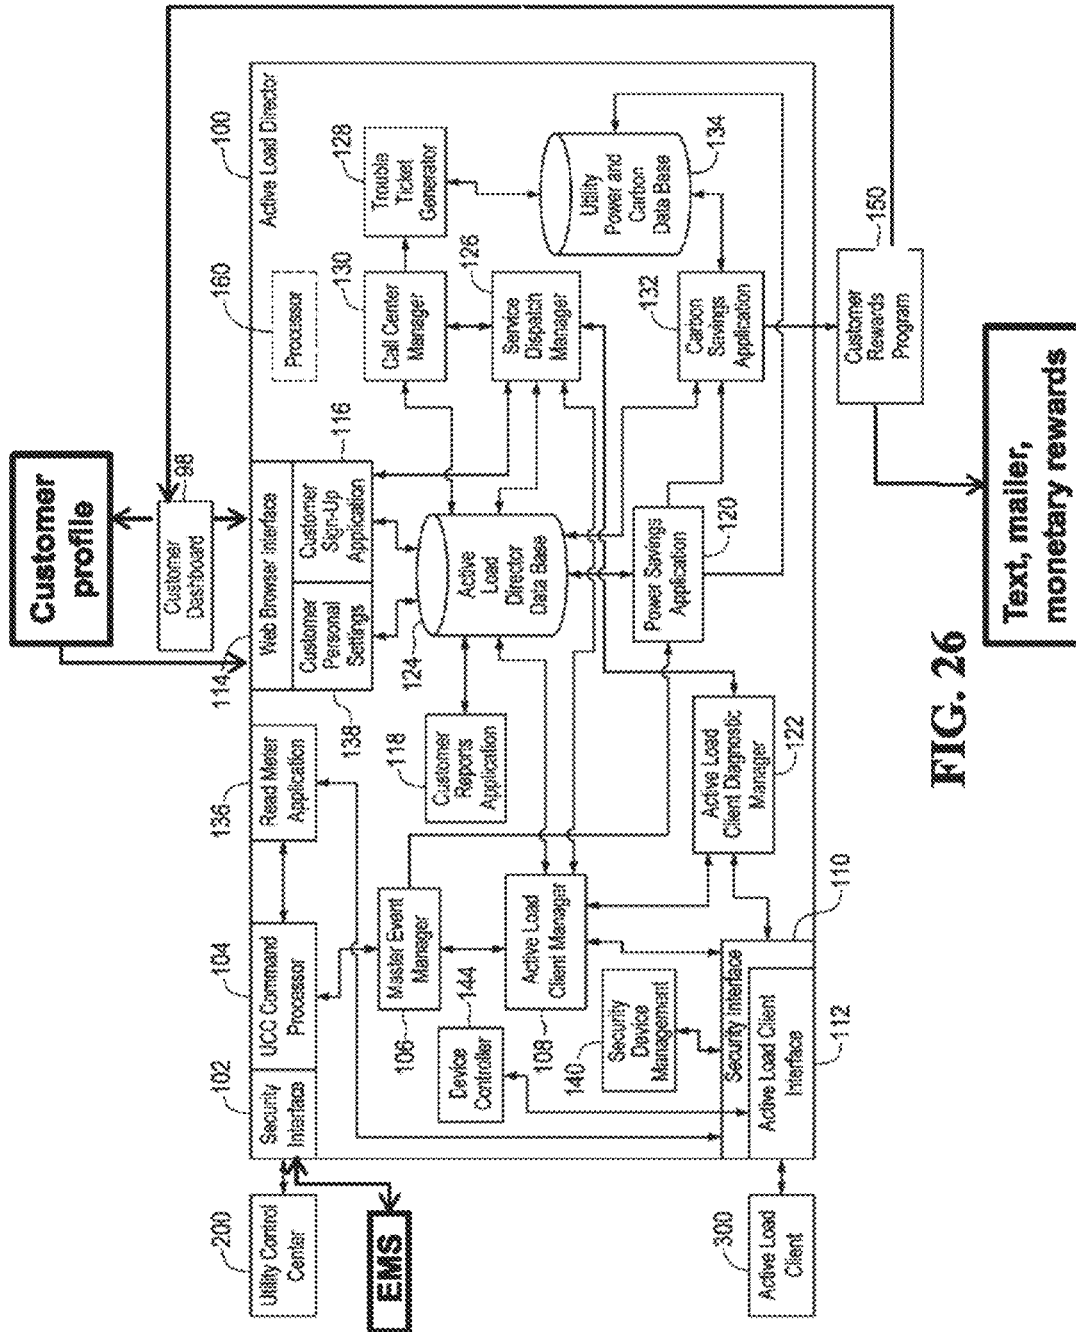 Customer
profile
98
Customer
Dashboard
100
Active Load Director
200
Utility Control
Center
EMS
102
Security
Interface
104
UCC Command
Processor
136
Read Meter
Application
114
Web Browser Interface
138
Customer
Personal
Settings
116
Customer
Sign-Up
Application
160
Processor
106
Master Event
Manager
144
Device
Controller
118
Customer
Reports
Application
124
Active
Load
Director
Data Base
130
Call Center
Manager
128
Trouble
Ticket
Generator
126
Service
Dispatch
Manager
108
Active Load
Client Manager
140
Security
Device
Management
120
Power Savings
Application
134
Utility
Power and
Carbon
Data Base
132
Carbon
Savings
Application
122
Active Load
Client Diagnostic
Manager
110
Security Interface
112
Active Load Client
Interface
300
Active Load
Client
150
Customer
Rewards
Program
Text, mailer,
monetary rewards
FIG. 26